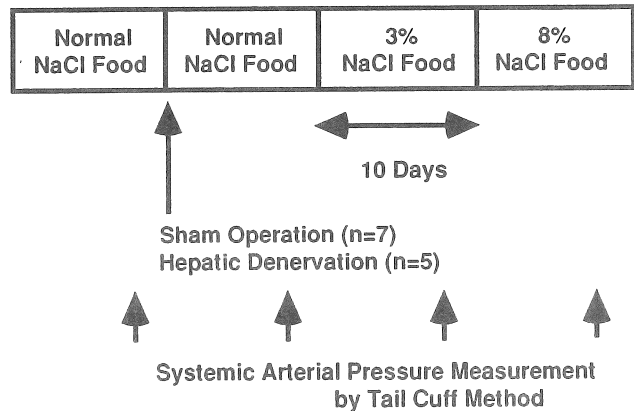 Normal
NaCl Food
Normal
NaCl Food
3%
NaCl Food
8%
NaCl Food
10 Days
Sham Operation (n=7)
Hepatic Denervation (n=5)
Systemic Arterial Pressure Measurement
by Tail Cuff Method